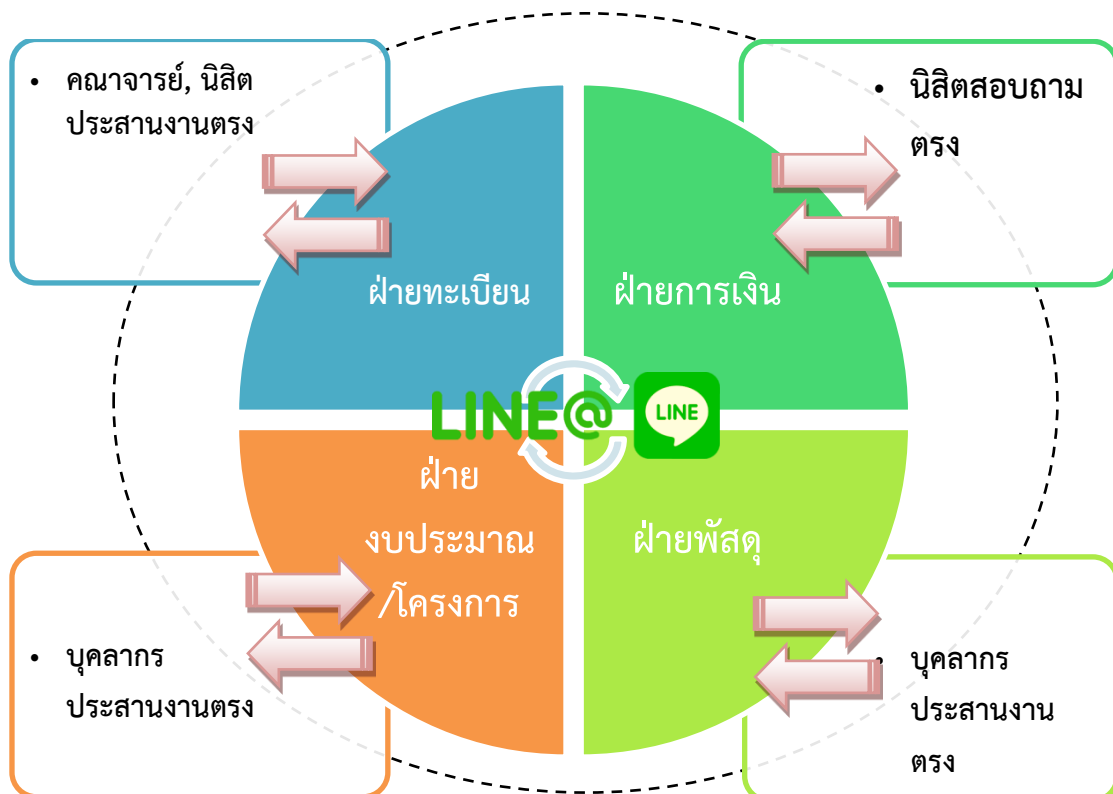 • คณาจารย์, นิสิต
ประสานงานตรง
• นิสิตสอบถาม
ตรง
ฝ่ายทะเบียน
ฝ่ายการเงิน
LINE@
LINE
ฝ่าย
งบประมาณ
/โครงการ
ฝ่ายพัสดุ
• บุคลากร
ประสานงานตรง
• บุคลากร
ประสานงาน
ตรง